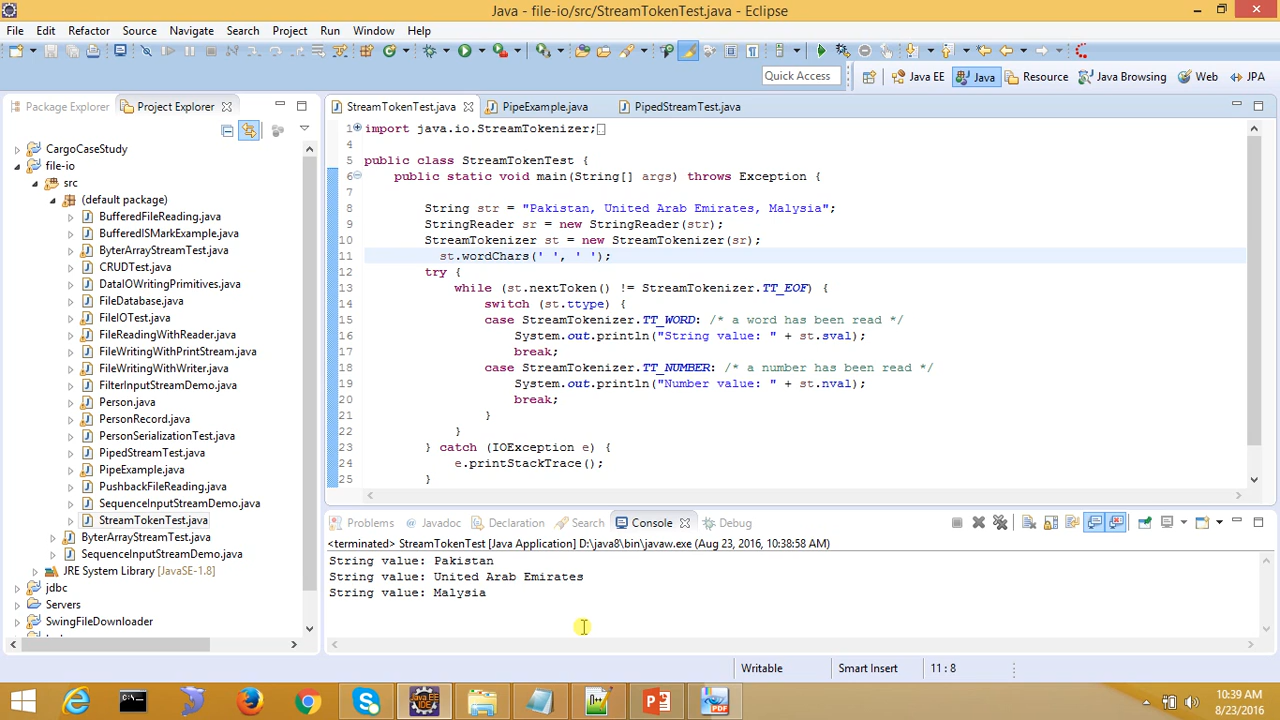 Java - file-io/src/StreamTokenTest.java - Eclipse
File Edit Refactor Source Navigate Search Project Run Window Help
Quick Access
Java EE Java Resource Java Browsing Web JPA
Package Explorer Project Explorer
CargoCaseStudy
file-io
src
(default package)
BufferedFileReading.java
BufferedISMarkExample.java
ByterArrayStreamTest.java
CRUDTest.java
DataIOWritingPrimitives.java
FileDatabase.java
FileIOTest.java
FileReadingWithReader.java
FileWritingWithPrintStream.java
FileWritingWithWriter.java
FilterInputStreamDemo.java
Person.java
PersonRecord.java
PersonSerializationTest.java
PipedStreamTest.java
PipeExample.java
PushbackFileReading.java
SequenceInputStreamDemo.java
StreamTokenTest.java
ByterArrayStreamTest.java
SequenceInputStreamDemo.java
JRE System Library [JavaSE-1.8]
jdbc
Servers
SwingFileDownloader
StreamTokenTest.java PipeExample.java PipedStreamTest.java
1 import java.io.StreamTokenizer;
4
5 public class StreamTokenTest {
6 public static void main(String[] args) throws Exception {
7
8 String str = "Pakistan, United Arab Emirates, Malysia";
9 StringReader sr = new StringReader(str);
10 StreamTokenizer st = new StreamTokenizer(sr);
11 st.wordChars(' ', ' ');
12 try {
13 while (st.nextToken() != StreamTokenizer.TT_EOF) {
14 switch (st.ttype) {
15 case StreamTokenizer.TT_WORD: /* a word has been read */
16 System.out.println("String value: " + st.sval);
17 break;
18 case StreamTokenizer.TT_NUMBER: /* a number has been read */
19 System.out.println("Number value: " + st.nval);
20 break;
21 }
22 }
23 } catch (IOException e) {
24 e.printStackTrace();
25 }
Problems Javadoc Declaration Search Console Debug
<terminated> StreamTokenTest [Java Application] D:\java8\bin\javaw.exe (Aug 23, 2016, 10:38:58 AM)
String value: Pakistan
String value: United Arab Emirates
String value: Malysia
Writable Smart Insert 11 : 8
10:39 AM
8/23/2016